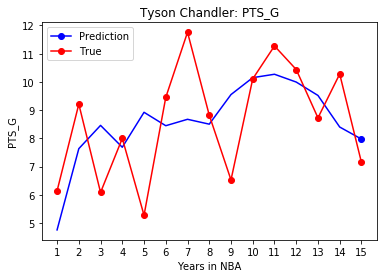 Tyson Chandler: PTS_G
Prediction
True
PTS_G
12
11
10
9
8
7
6
5
1 2 3 4 5 6 7 8 9 10 11 12 13 14 15
Years in NBA